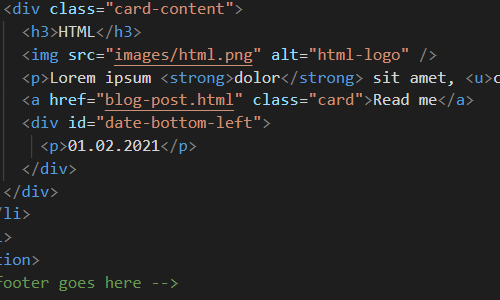 <div class="card-content">
<h3>HTML</h3>
<img src="images/html.png" alt="html-logo" />
<p>Lorem ipsum <strong>dolor</strong> sit amet, <u>
<a href="blog-post.html" class="card">Read me</a>
<div id="date-bottom-left">
<p>01.02.2021</p>
</div>
</div>
/li>
>
tion>
footer goes here -->